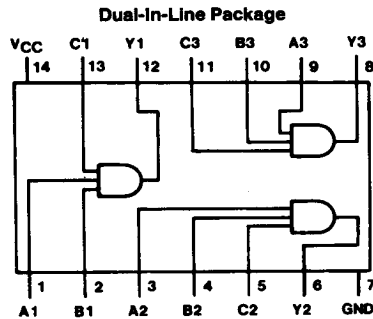 Dual-In-Line Package
VCC C1 Y1 C3 B3 A3 Y3
14 13 12 11 10 9 8
1 2 3 4 5 6 7
A1 B1 A2 B2 C2 Y2 GND